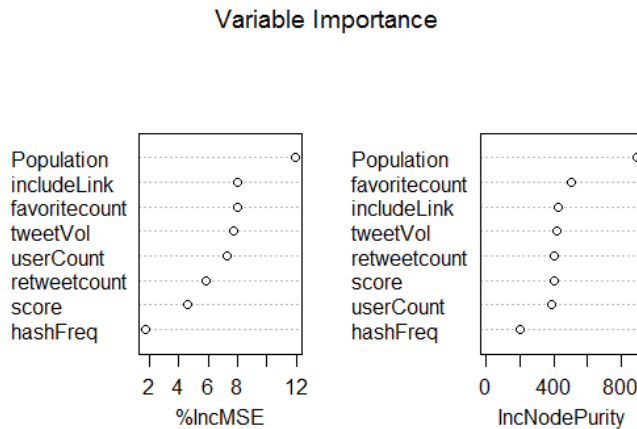 Variable Importance
Population
includeLink
favoritecount
tweetVol
userCount
retweetcount
score
hashFreq
2 4 6 8 12
%IncMSE
Population
favoritecount
includeLink
tweetVol
retweetcount
score
userCount
hashFreq
0 400 800
IncNodePurity